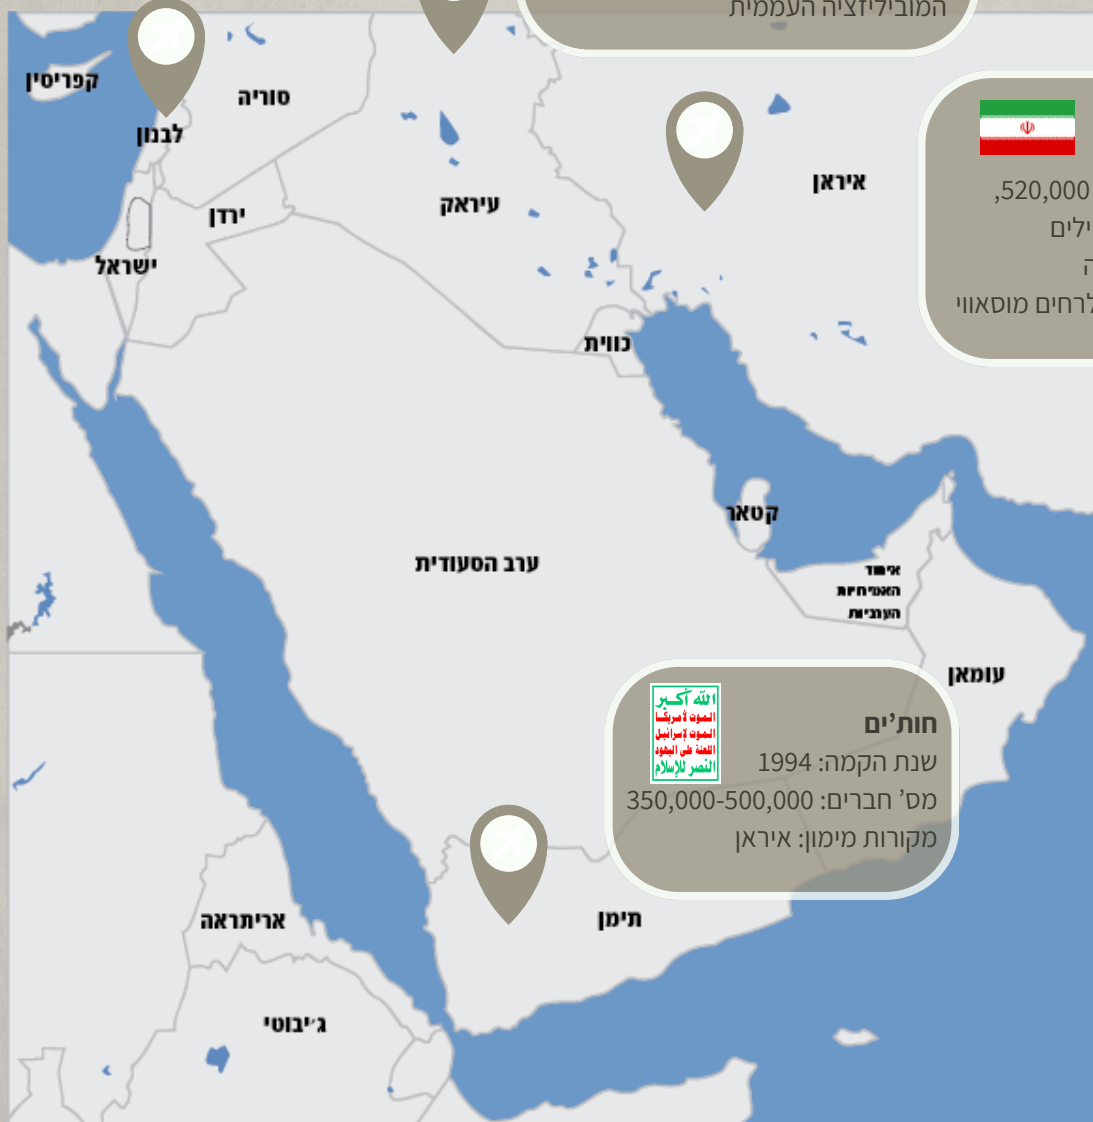 המוביליזציה העממית
קפריסין
סוריה
לבנון
איראן
עיראק
ירדן
ישראל
520,000,
ילים
ה
לרחים מוסאווי
כווית
קטאר
ערב הסעודית
איחוד
האמירויות
הערביות
עומאן
الله أكبر
الموت لأمريكا
الموت لإسرائيل
اللعنة على اليهود
النصر للإسلام
חות’ים
שנת הקמה: 1994
מס’ חברים: 350,000-500,000
מקורות מימון: איראן
תימן
אריתראה
ג'יבוטי